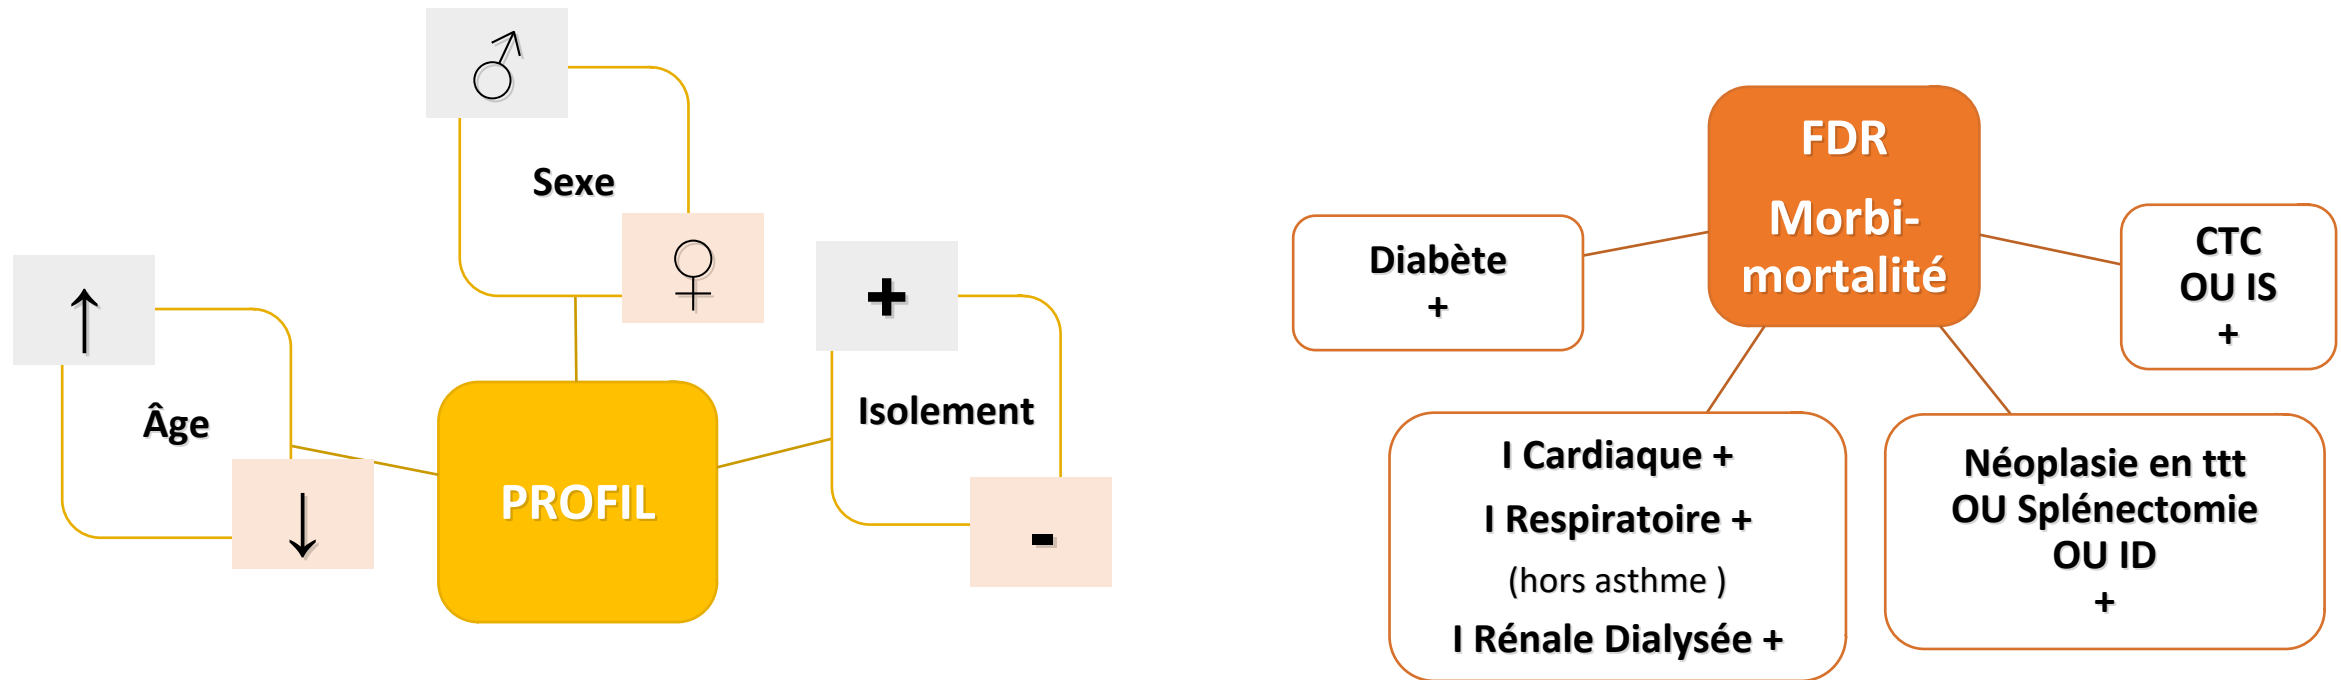 ♂
Sexe
♀
↑
Âge
↓
+
Isolement
-
PROFIL
FDR
Morbi-
mortalité
Diabète
+
CTC
OU IS
+
I Cardiaque +
I Respiratoire +
(hors asthme )
I Rénale Dialysée +
Néoplasie en ttt
OU Splénectomie
OU ID
+